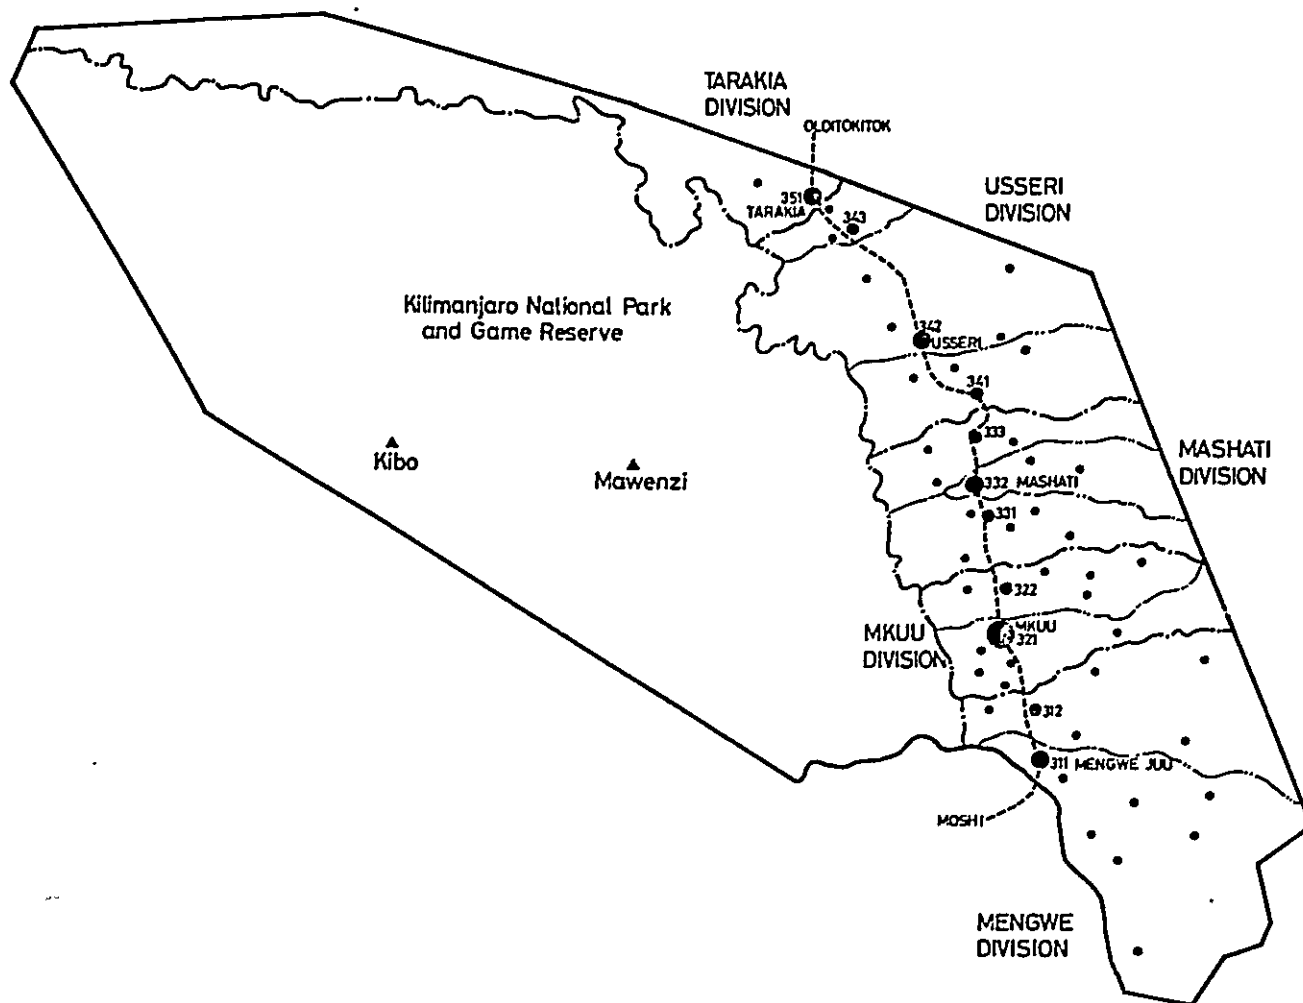 TARAKIA
DIVISION
OLOITOKITOK
USSERI
DIVISION
351
TARAKIA
343
Kilimanjaro National Park
and Game Reserve
342
USSERI
341
333
MASHATI
DIVISION
Kibo
Mawenzi
332 MASHATI
331
322
MKUU
DIVISION
MKUU
321
312
311 MENGWE JUU
MOSHI
MENGWE
DIVISION